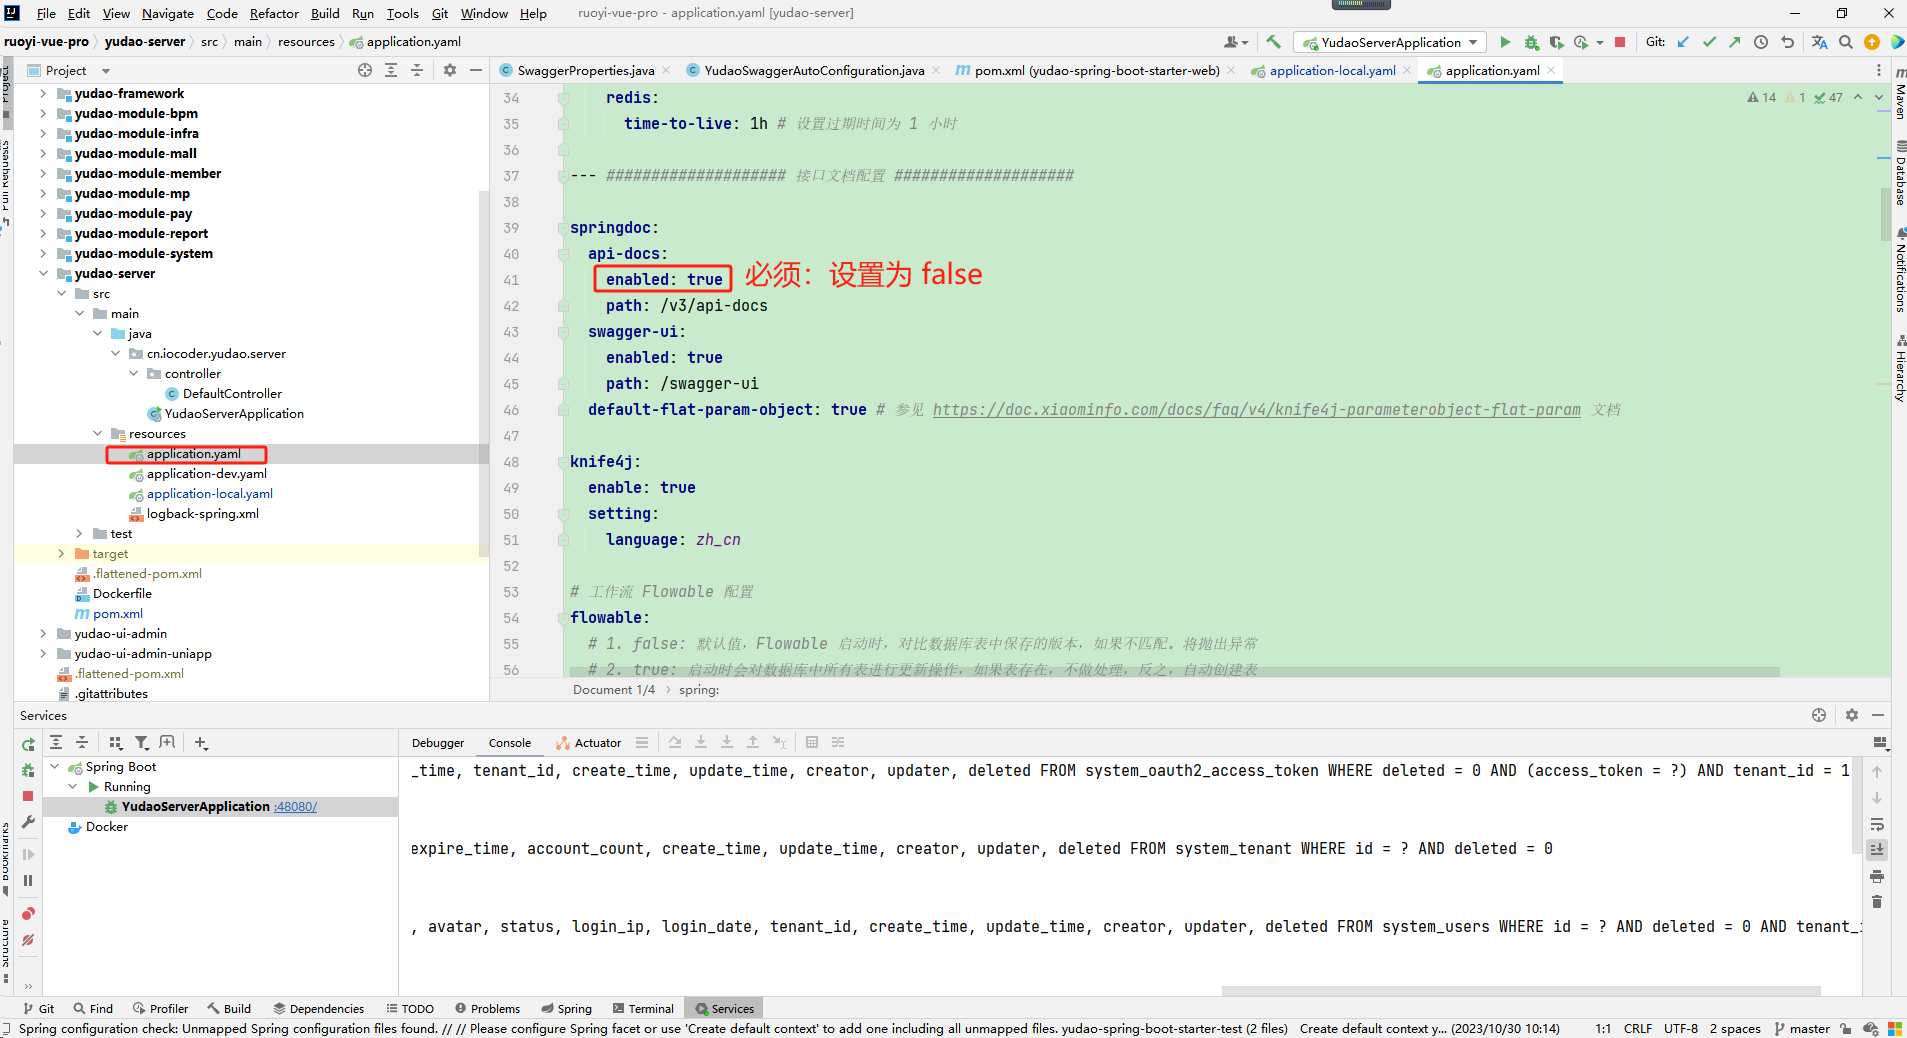 File Edit View Navigate Code Refactor Build Run Tools Git Window Help ruoyi-vue-pro - application.yaml [yudao-server]
ruoyi-vue-pro yudao-server src main resources application.yaml YudaoServerApplication Git:
Project SwaggerProperties.java YudaoSwaggerAutoConfiguration.java pom.xml (yudao-spring-boot-starter-web) application-local.yaml application.yaml
yudao-framework
yudao-module-bpm
yudao-module-infra
yudao-module-mall
yudao-module-member
yudao-module-mp
yudao-module-pay
yudao-module-report
yudao-module-system
yudao-server
src
main
java
cn.iocoder.yudao.server
controller
DefaultController
YudaoServerApplication
resources
application.yaml
application-dev.yaml
application-local.yaml
logback-spring.xml
test
target
.flattened-pom.xml
Dockerfile
pom.xml
yudao-ui-admin
yudao-ui-admin-uniapp
.flattened-pom.xml
.gitattributes
14 1 47
34 redis:
35 time-to-live: 1h # 设置过期时间为 1 小时
36
37 --- #################### 接口文档配置 ####################
38
39 springdoc:
40 api-docs:
41 enabled: true 必须：设置为 false
42 path: /v3/api-docs
43 swagger-ui:
44 enabled: true
45 path: /swagger-ui
46 default-flat-param-object: true # 参见 https://doc.xiaominfo.com/docs/faq/v4/knife4j-parameterobject-flat-param 文档
47
48 knife4j:
49 enable: true
50 setting:
51 language: zh_cn
52
53 # 工作流 Flowable 配置
54 flowable:
55 # 1. false: 默认值，Flowable 启动时，对比数据库表中保存的版本，如果不匹配。将抛出异常
56 # 2. true: 启动时会对数据库中所有表进行更新操作，如果表存在，不做处理，反之，自动创建表
Document 1/4 spring:
Maven
Database
Notifications
Hierarchy
Project
Pull Requests
Bookmarks
Structure
Services
Debugger Console Actuator
Spring Boot
Running
YudaoServerApplication :48080/
Docker
_time, tenant_id, create_time, update_time, creator, updater, deleted FROM system_oauth2_access_token WHERE deleted = 0 AND (access_token = ?) AND tenant_id = 1
expire_time, account_count, create_time, update_time, creator, updater, deleted FROM system_tenant WHERE id = ? AND deleted = 0
, avatar, status, login_ip, login_date, tenant_id, create_time, update_time, creator, updater, deleted FROM system_users WHERE id = ? AND deleted = 0 AND tenant_i
Git Find Profiler Build Dependencies TODO Problems Spring Terminal Services
Spring configuration check: Unmapped Spring configuration files found. // // Please configure Spring facet or use 'Create default context' to add one including all unmapped files. yudao-spring-boot-starter-test (2 files) Create default context y... (2023/10/30 10:14) 1:1 CRLF UTF-8 2 spaces master